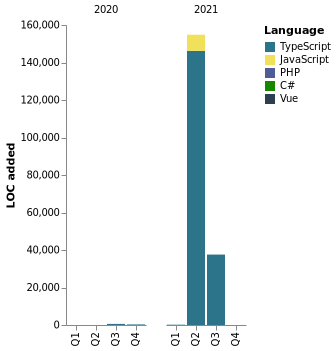 2020 2021
Language
TypeScript
JavaScript
PHP
C#
Vue
LOC added
160,000
140,000
120,000
100,000
80,000
60,000
40,000
20,000
0
Q1 Q2 Q3 Q4 Q1 Q2 Q3 Q4